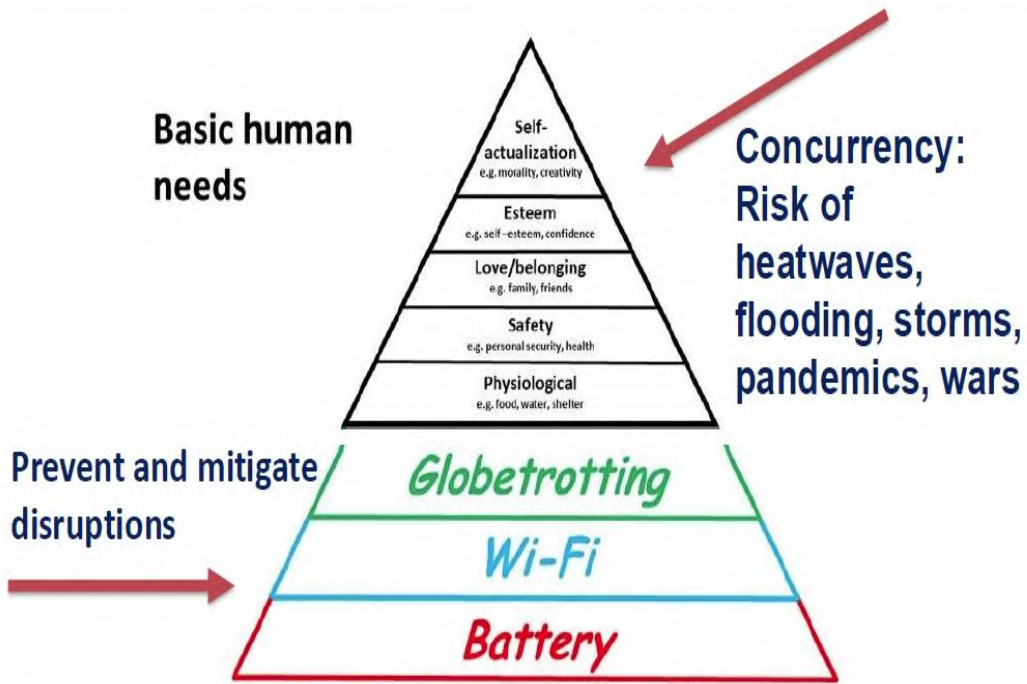 Basic human
needs
Self-
actualization
e.g. morality, creativity
Esteem
e.g. self-esteem, confidence
Love/belonging
e.g. family, friends
Safety
e.g. personal security, health
Physiological
e.g. food, water, shelter
Globetrotting
Wi-Fi
Battery
Concurrency:
Risk of
heatwaves,
flooding, storms,
pandemics, wars
Prevent and mitigate
disruptions